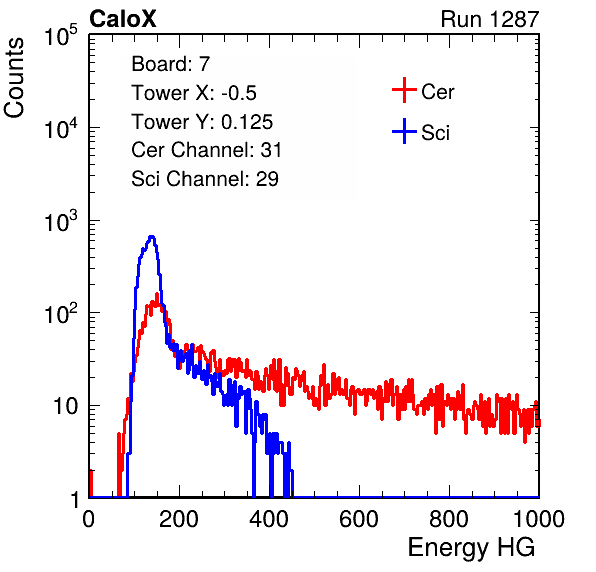 CaloX Run 1287
Board: 7
Tower X: -0.5
Tower Y: 0.125
Cer Channel: 31
Sci Channel: 29
Cer
Sci
Counts
10^5
10^4
10^3
10^2
10
1
0 200 400 600 800 1000
Energy HG